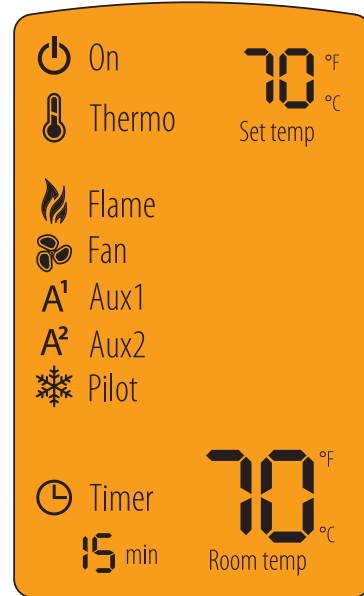 On 70 °F
°C
Thermo Set temp
Flame
Fan
A¹ Aux1
A² Aux2
Pilot
70 °F
Timer
°C
15 min Room temp